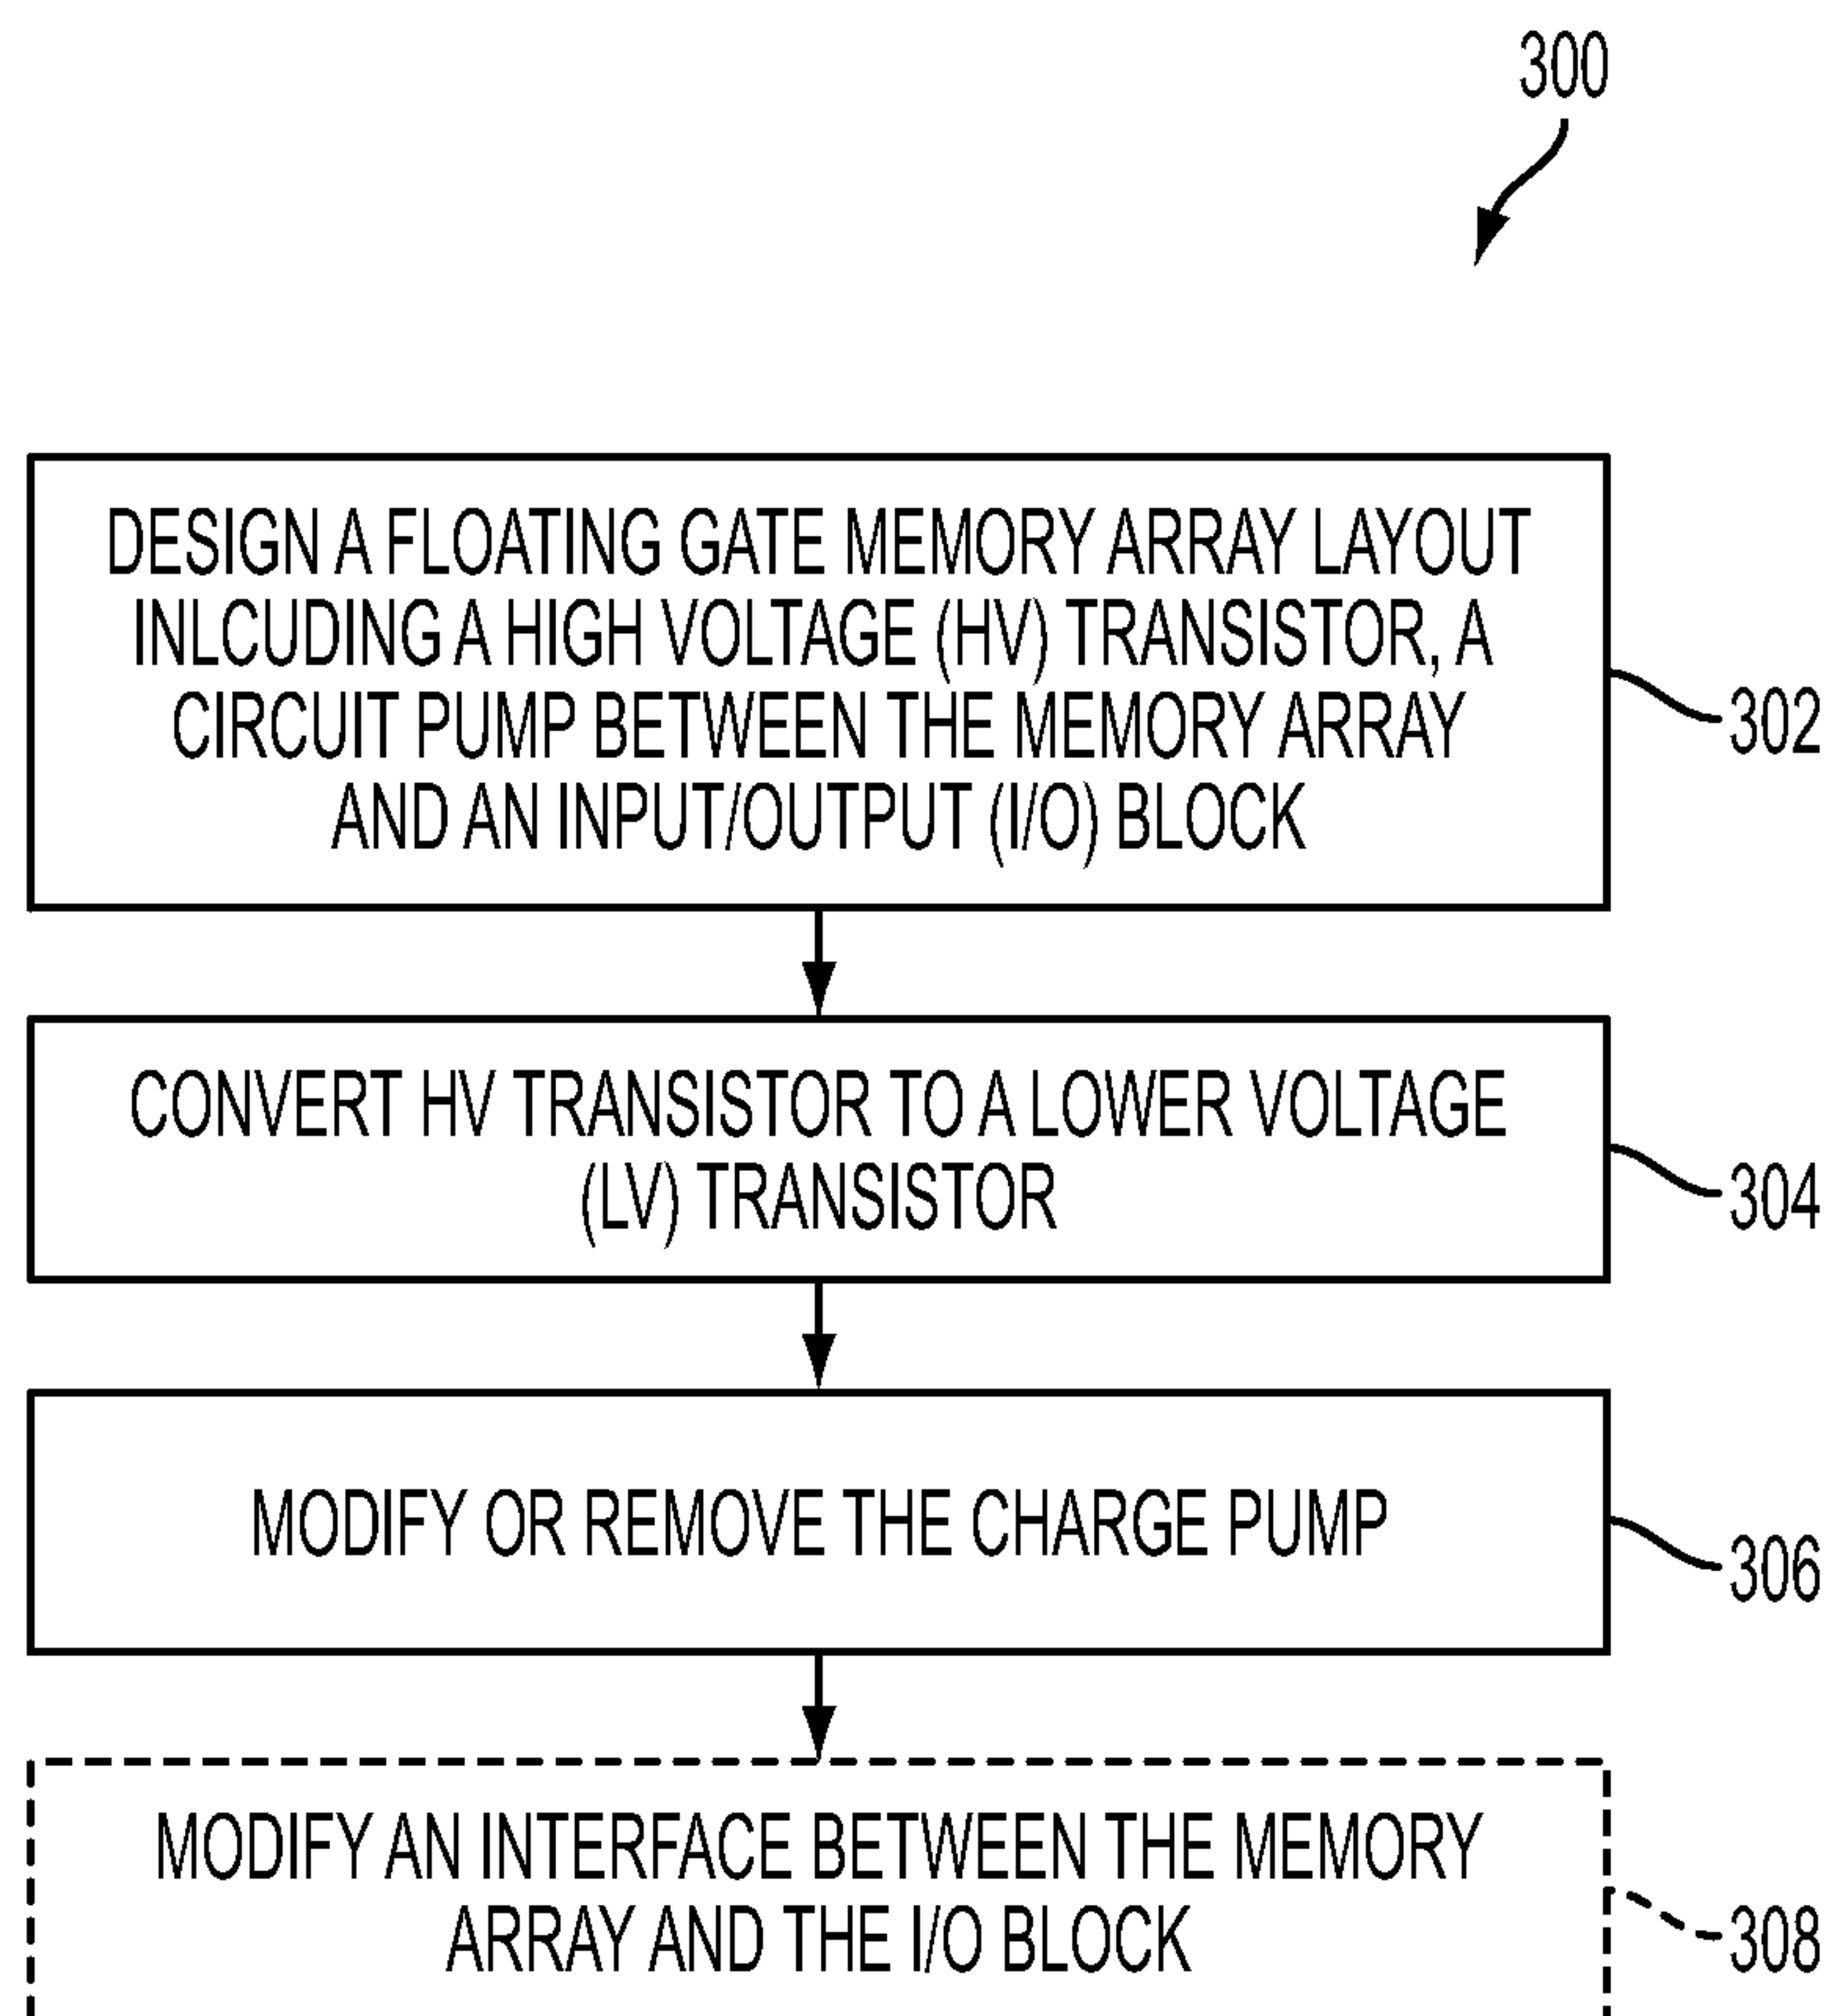 300
DESIGN A FLOATING GATE MEMORY ARRAY LAYOUT
INLCUDING A HIGH VOLTAGE (HV) TRANSISTOR, A
CIRCUIT PUMP BETWEEN THE MEMORY ARRAY
AND AN INPUT/OUTPUT (I/O) BLOCK
302
CONVERT HV TRANSISTOR TO A LOWER VOLTAGE
(LV) TRANSISTOR
304
MODIFY OR REMOVE THE CHARGE PUMP
306
MODIFY AN INTERFACE BETWEEN THE MEMORY
ARRAY AND THE I/O BLOCK
308